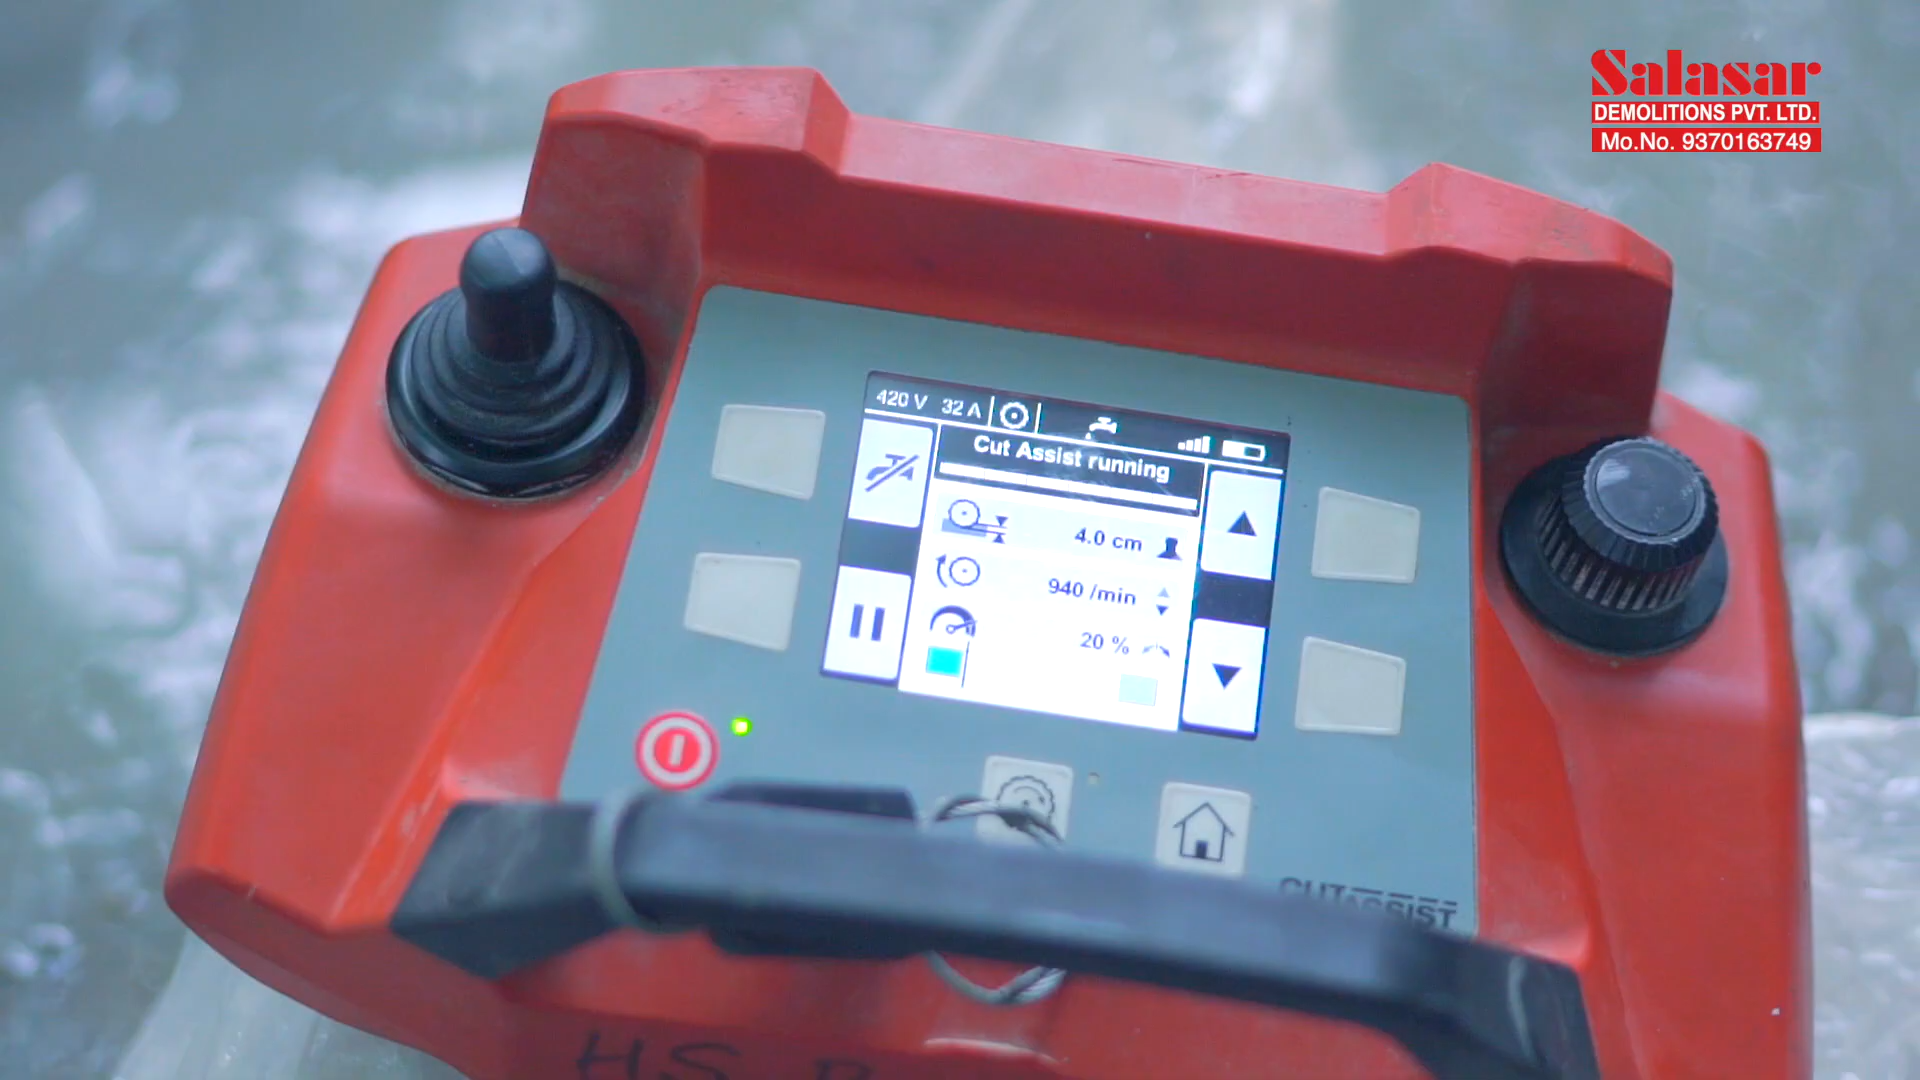 Salasar
DEMOLITIONS PVT. LTD.
Mo.No. 9370163749
420 V 32 A
Cut Assist running
4.0 cm
940 /min
20 %
CUTASSIST
HS